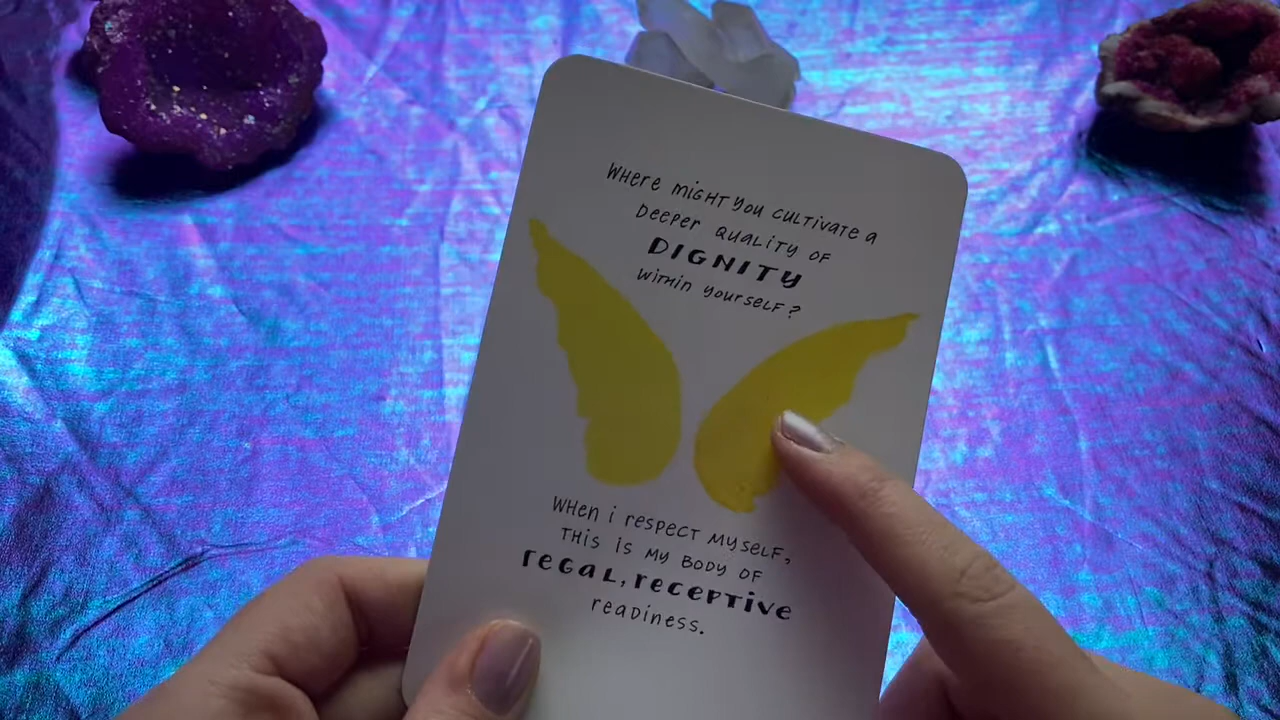 WHere miGHT you cULTiVaTe a
DeePer QUaLiTy OF
DIGNITY
wiTHin yourseLF?
WHen i resPecT MyseLF,
THis is My BODy OF
reGaL, recePTive
reaDiness.